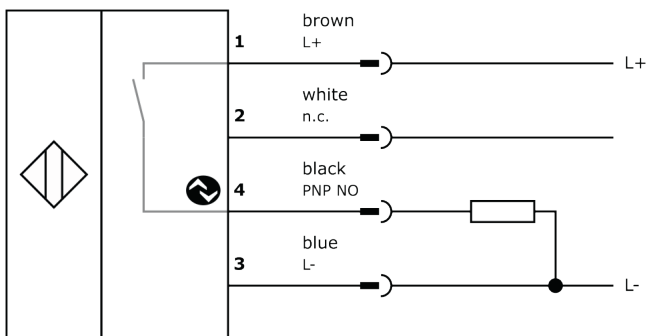 brown
1 L+ L+
white
2 n.c.
black
4 PNP NO
blue
3 L- L-